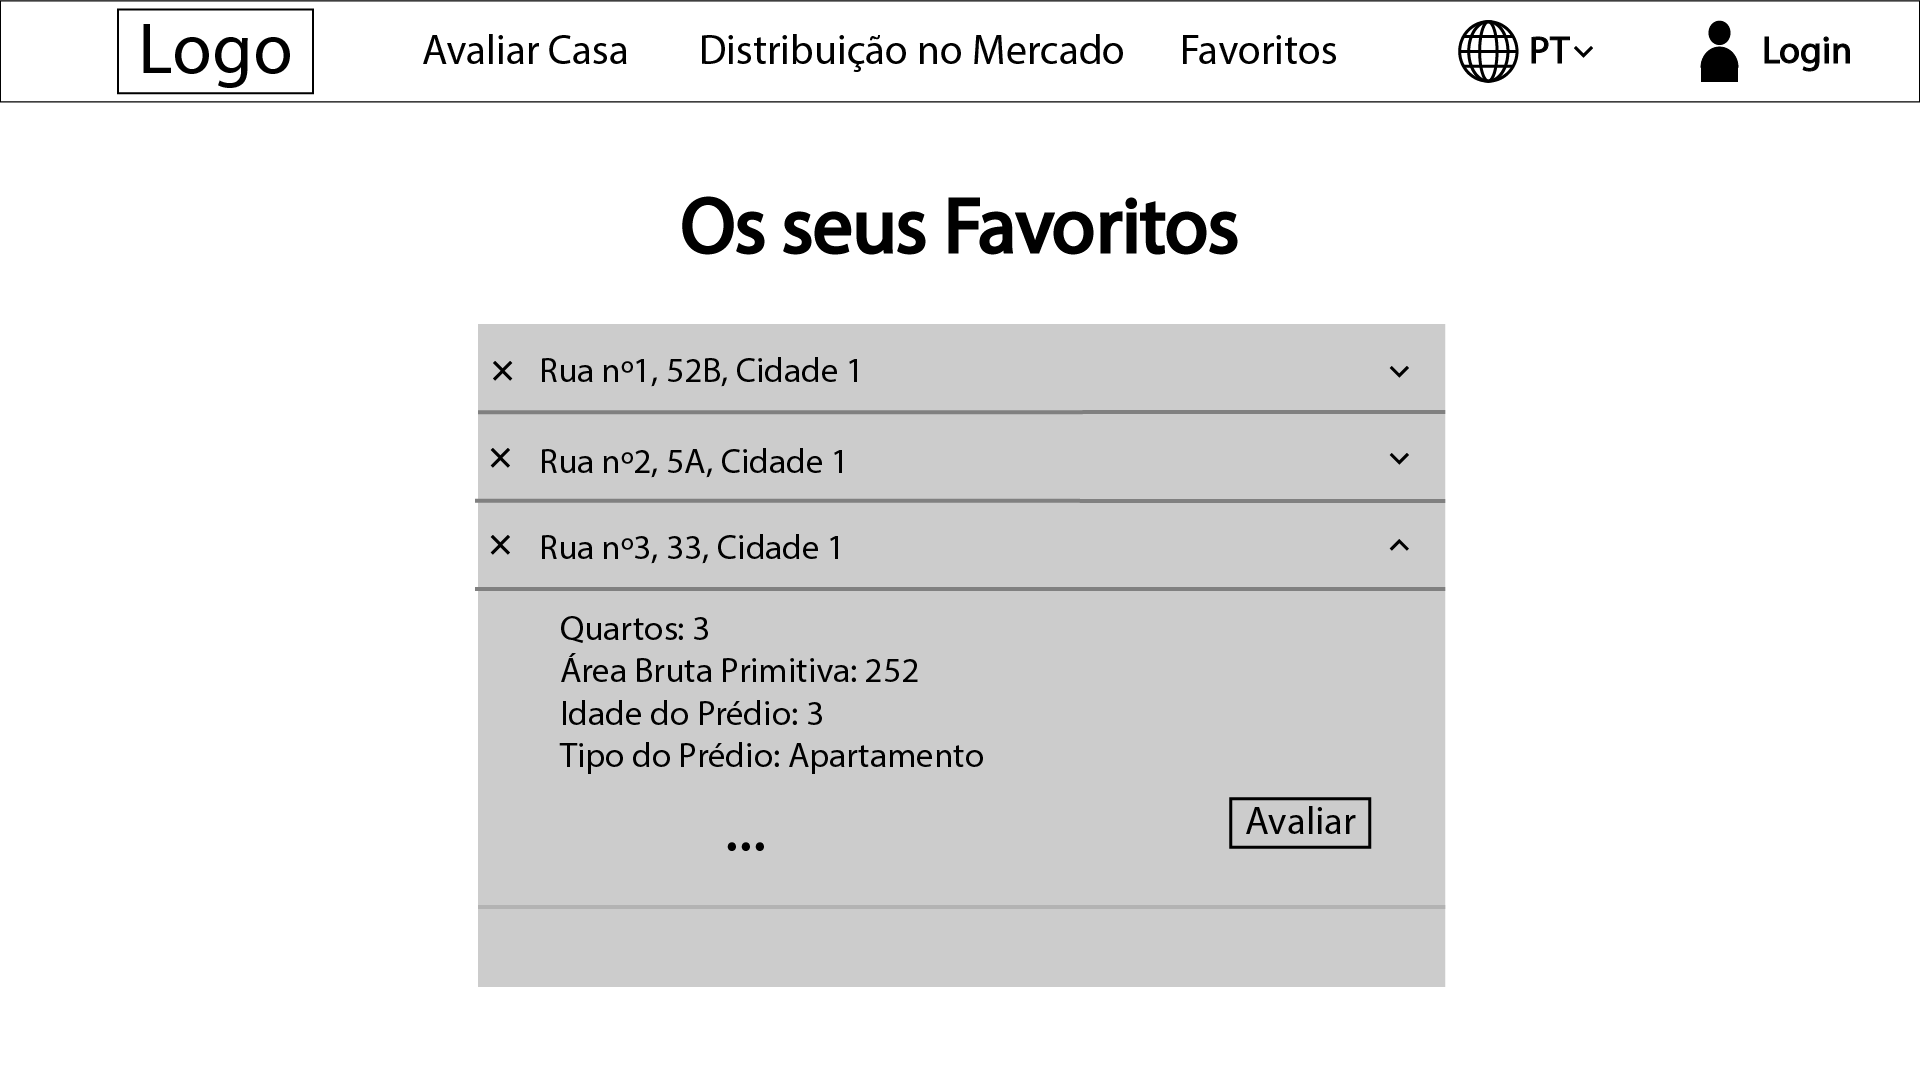 Logo
Avaliar Casa
Distribuição no Mercado
Favoritos
PT
Login
Os seus Favoritos
Rua nº1, 52B, Cidade 1
Rua nº2, 5A, Cidade 1
Rua nº3, 33, Cidade 1
Quartos: 3
Área Bruta Primitiva: 252
Idade do Prédio: 3
Tipo do Prédio: Apartamento
...
Avaliar